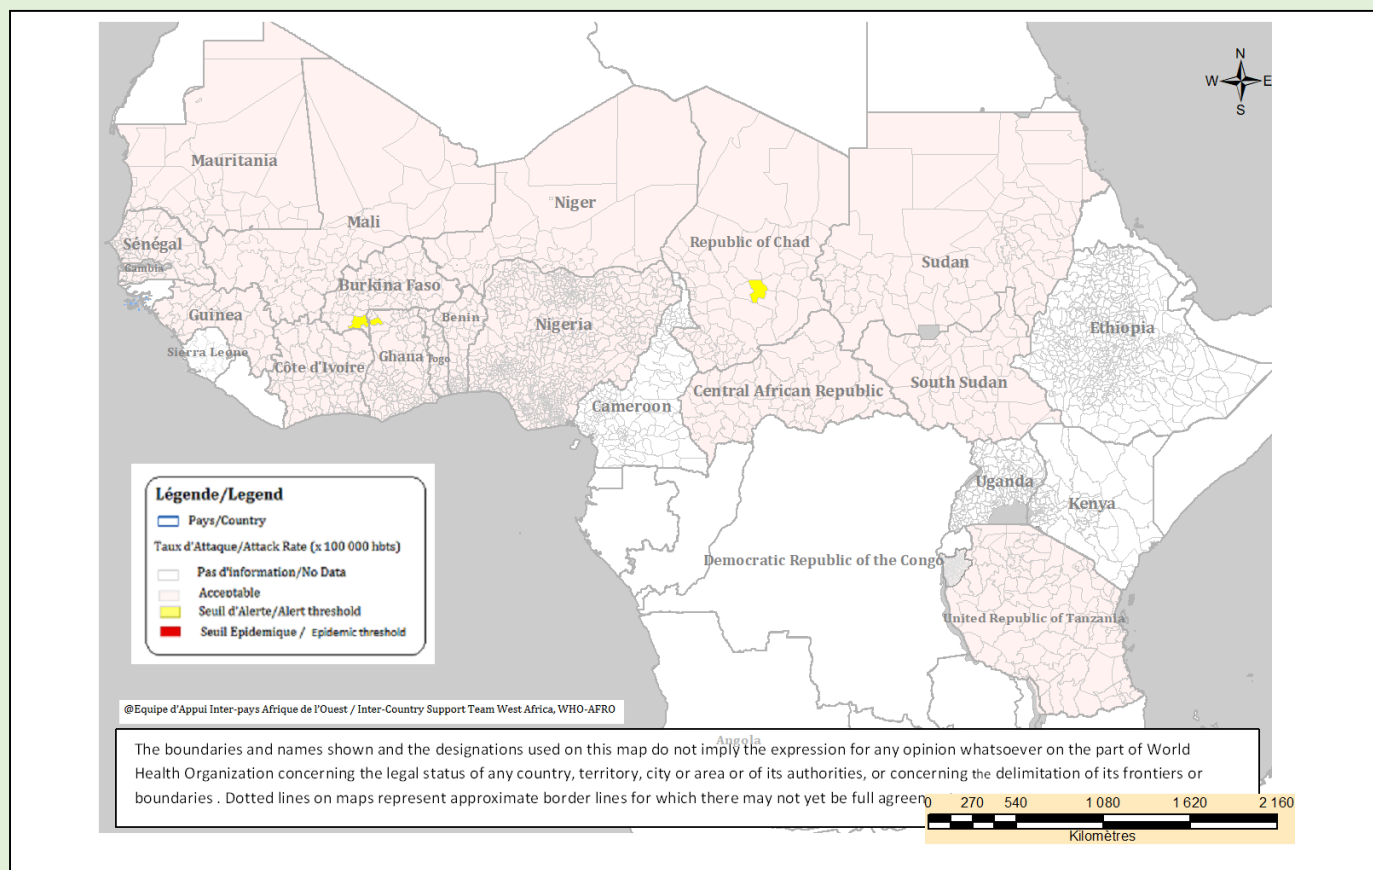 N
W E
S
Mauritania
Niger
Mali
Sénégal
Republic of Chad
Gambia
Sudan
Burkina Faso
Guinea
Benin
Nigeria
Ethiopia
Sierra Leone
Ghana
Togo
Côte d'Ivoire
South Sudan
Central African Republic
Cameroon
Uganda
Kenya
Democratic Republic of the Congo
United Republic of Tanzania
Angola
Légende/Legend
Pays/Country
Taux d'Attaque/Attack Rate (x 100 000 hbts)
Pas d'information/No Data
Acceptable
Seuil d'Alerte/Alert threshold
Seuil Epidemique / Epidemic threshold
@Equipe d'Appui Inter-pays Afrique de l'Ouest / Inter-Country Support Team West Africa, WHO-AFRO
The boundaries and names shown and the designations used on this map do not imply the expression for any opinion whatsoever on the part of World
Health Organization concerning the legal status of any country, territory, city or area or of its authorities, or concerning the delimitation of its frontiers or
boundaries . Dotted lines on maps represent approximate border lines for which there may not yet be full agreen
0 270 540 1 080 1 620 2 160
Kilomètres